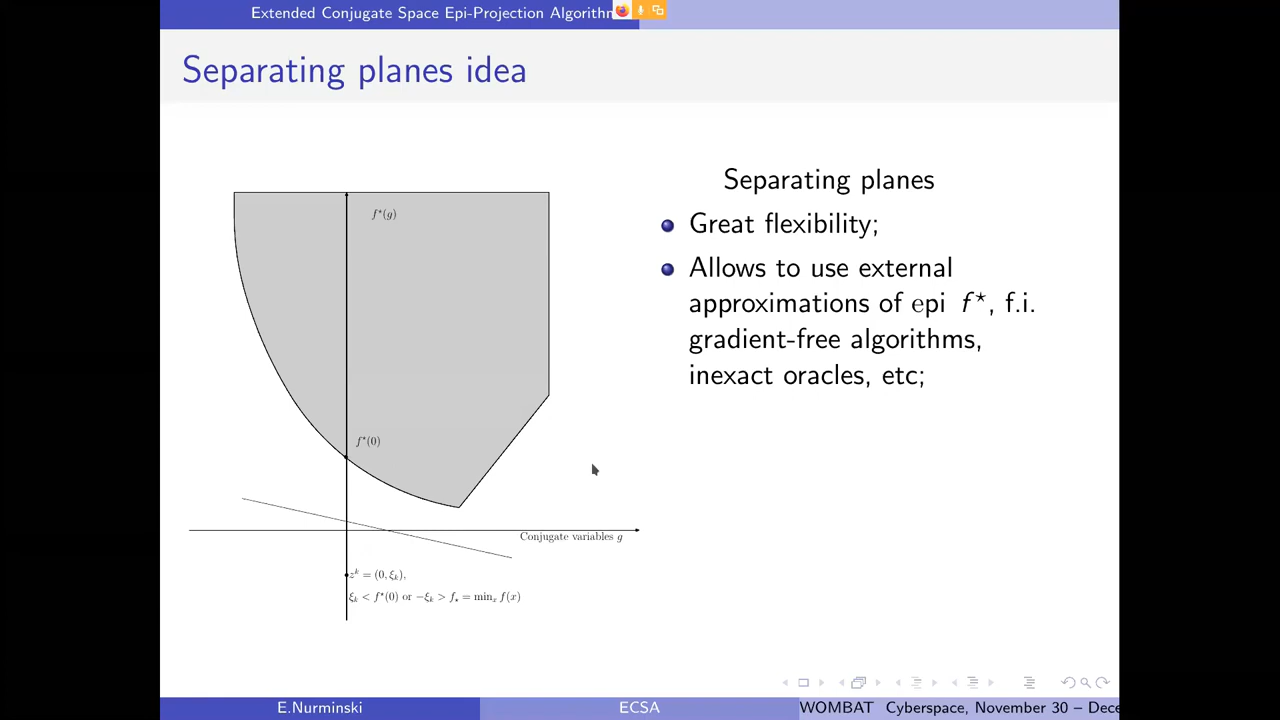 Extended Conjugate Space Epi-Projection Algorithm
Separating planes idea
f*(g)
f*(0)
Conjugate variables g
z^k = (0, ξ_k),
ξ_k < f*(0) or −ξ_k > f_⋆ = min_x f(x)
Separating planes
Great flexibility;
Allows to use external
approximations of epi f*, f.i.
gradient-free algorithms,
inexact oracles, etc;
E.Nurminski
ECSA
WOMBAT Cyberspace, November 30 – Dece